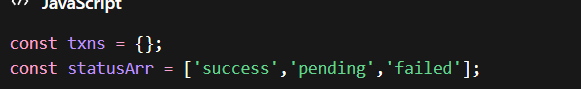 </> JavaScript
const txns = {};
const statusArr = ['success','pending','failed'];